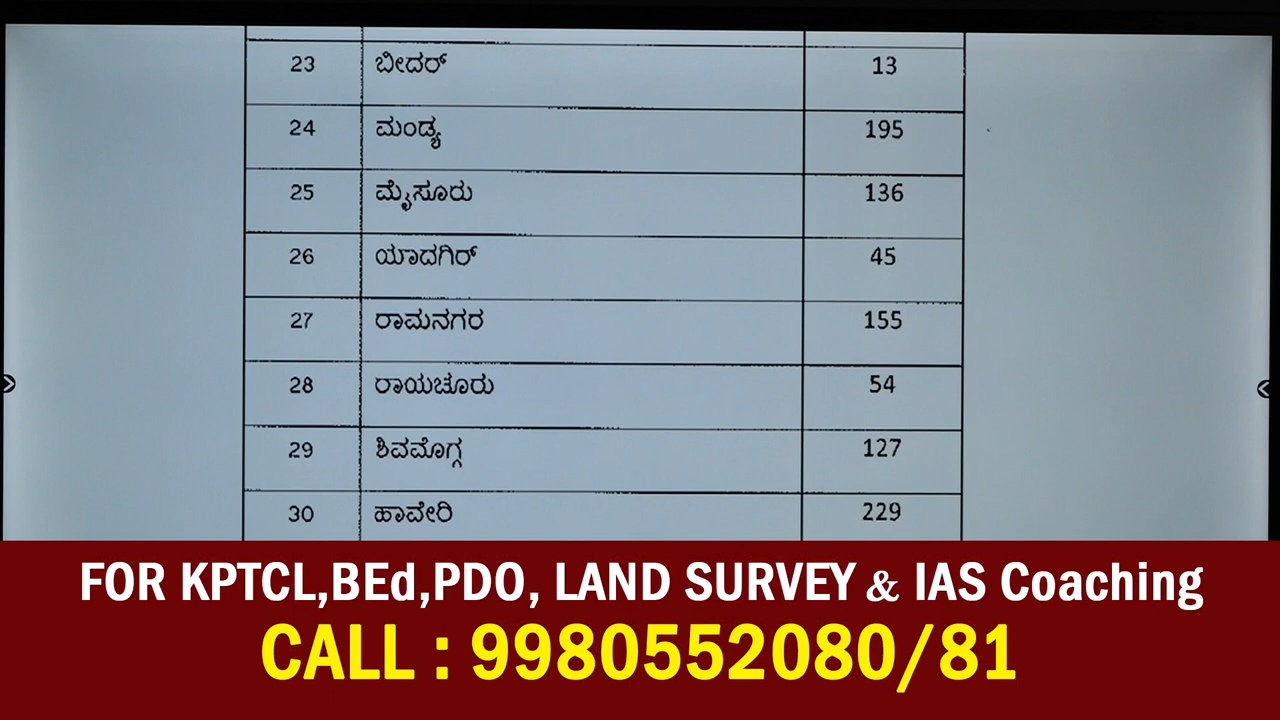 23 ಬೀದರ್ 13
24 ಮಂಡ್ಯ 195
25 ಮೈಸೂರು 136
26 ಯಾದಗಿರ್ 45
27 ರಾಮನಗರ 155
28 ರಾಯಚೂರು 54
29 ಶಿವಮೊಗ್ಗ 127
30 ಹಾವೇರಿ 229
FOR KPTCL,BEd,PDO, LAND SURVEY & IAS Coaching
CALL : 9980552080/81